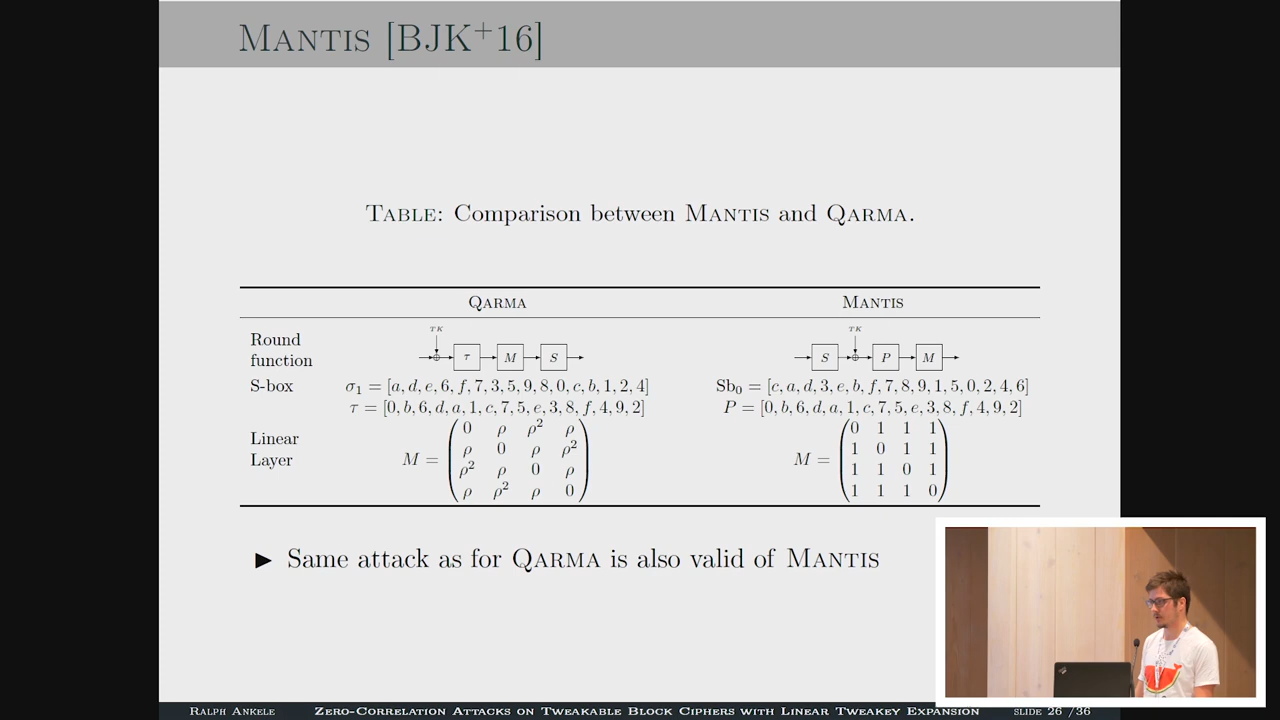 MANTIS [BJK+16]
TABLE: Comparison between MANTIS and QARMA.
QARMA MANTIS
Round function
TK
τ M S
TK
S P M
S-box σ₁ = [a, d, e, 6, f, 7, 3, 5, 9, 8, 0, c, b, 1, 2, 4] Sb₀ = [c, a, d, 3, e, b, f, 7, 8, 9, 1, 5, 0, 2, 4, 6]
τ = [0, b, 6, d, a, 1, c, 7, 5, e, 3, 8, f, 4, 9, 2] P = [0, b, 6, d, a, 1, c, 7, 5, e, 3, 8, f, 4, 9, 2]
Linear Layer
M =
0 ρ ρ² ρ
ρ 0 ρ ρ²
ρ² ρ 0 ρ
ρ ρ² ρ 0
M =
0 1 1 1
1 0 1 1
1 1 0 1
1 1 1 0
▶ Same attack as for QARMA is also valid of MANTIS
RALPH ANKELE ZERO-CORRELATION ATTACKS ON TWEAKABLE BLOCK CIPHERS WITH LINEAR TWEAKEY EXPANSION SLIDE 26 /36